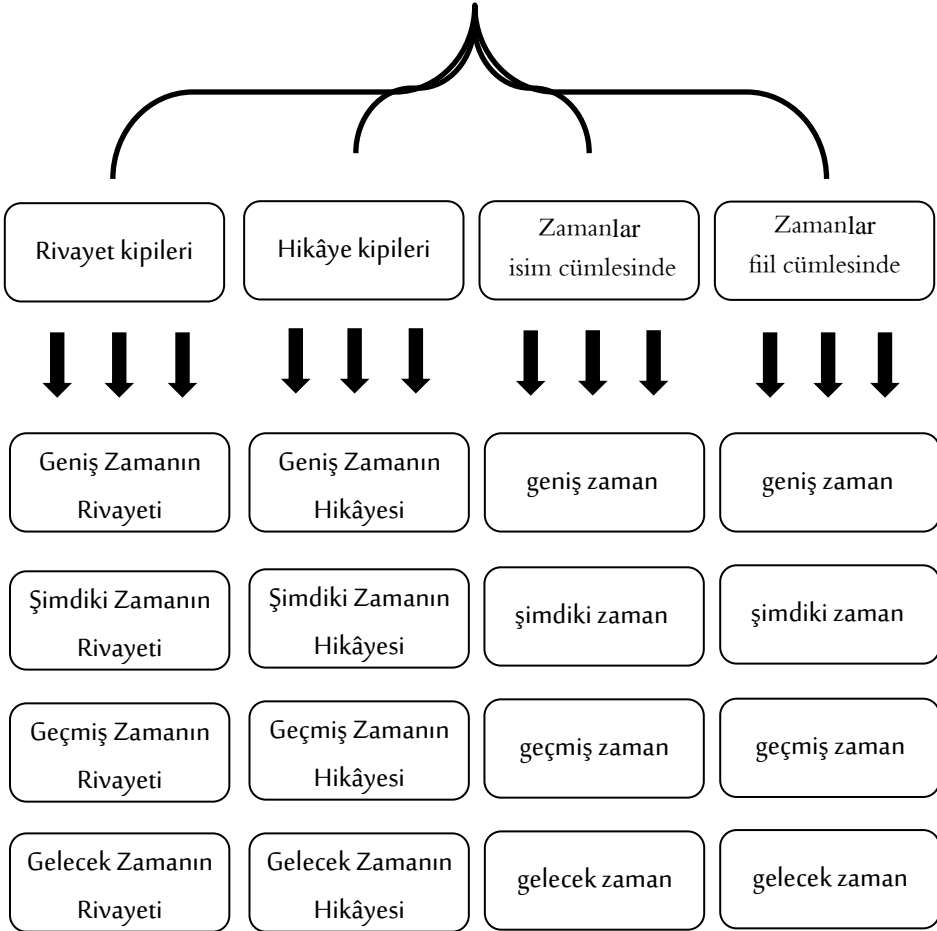 Rivayet kipileri
Hikâye kipileri
Zamanlar
isim cümlesinde
Zamanlar
fiil cümlesinde
Geniş Zamanın
Rivayeti
Geniş Zamanın
Hikâyesi
geniş zaman
geniş zaman
Şimdiki Zamanın
Rivayeti
Şimdiki Zamanın
Hikâyesi
şimdiki zaman
şimdiki zaman
Geçmiş Zamanın
Rivayeti
Geçmiş Zamanın
Hikâyesi
geçmiş zaman
geçmiş zaman
Gelecek Zamanın
Rivayeti
Gelecek Zamanın
Hikâyesi
gelecek zaman
gelecek zaman